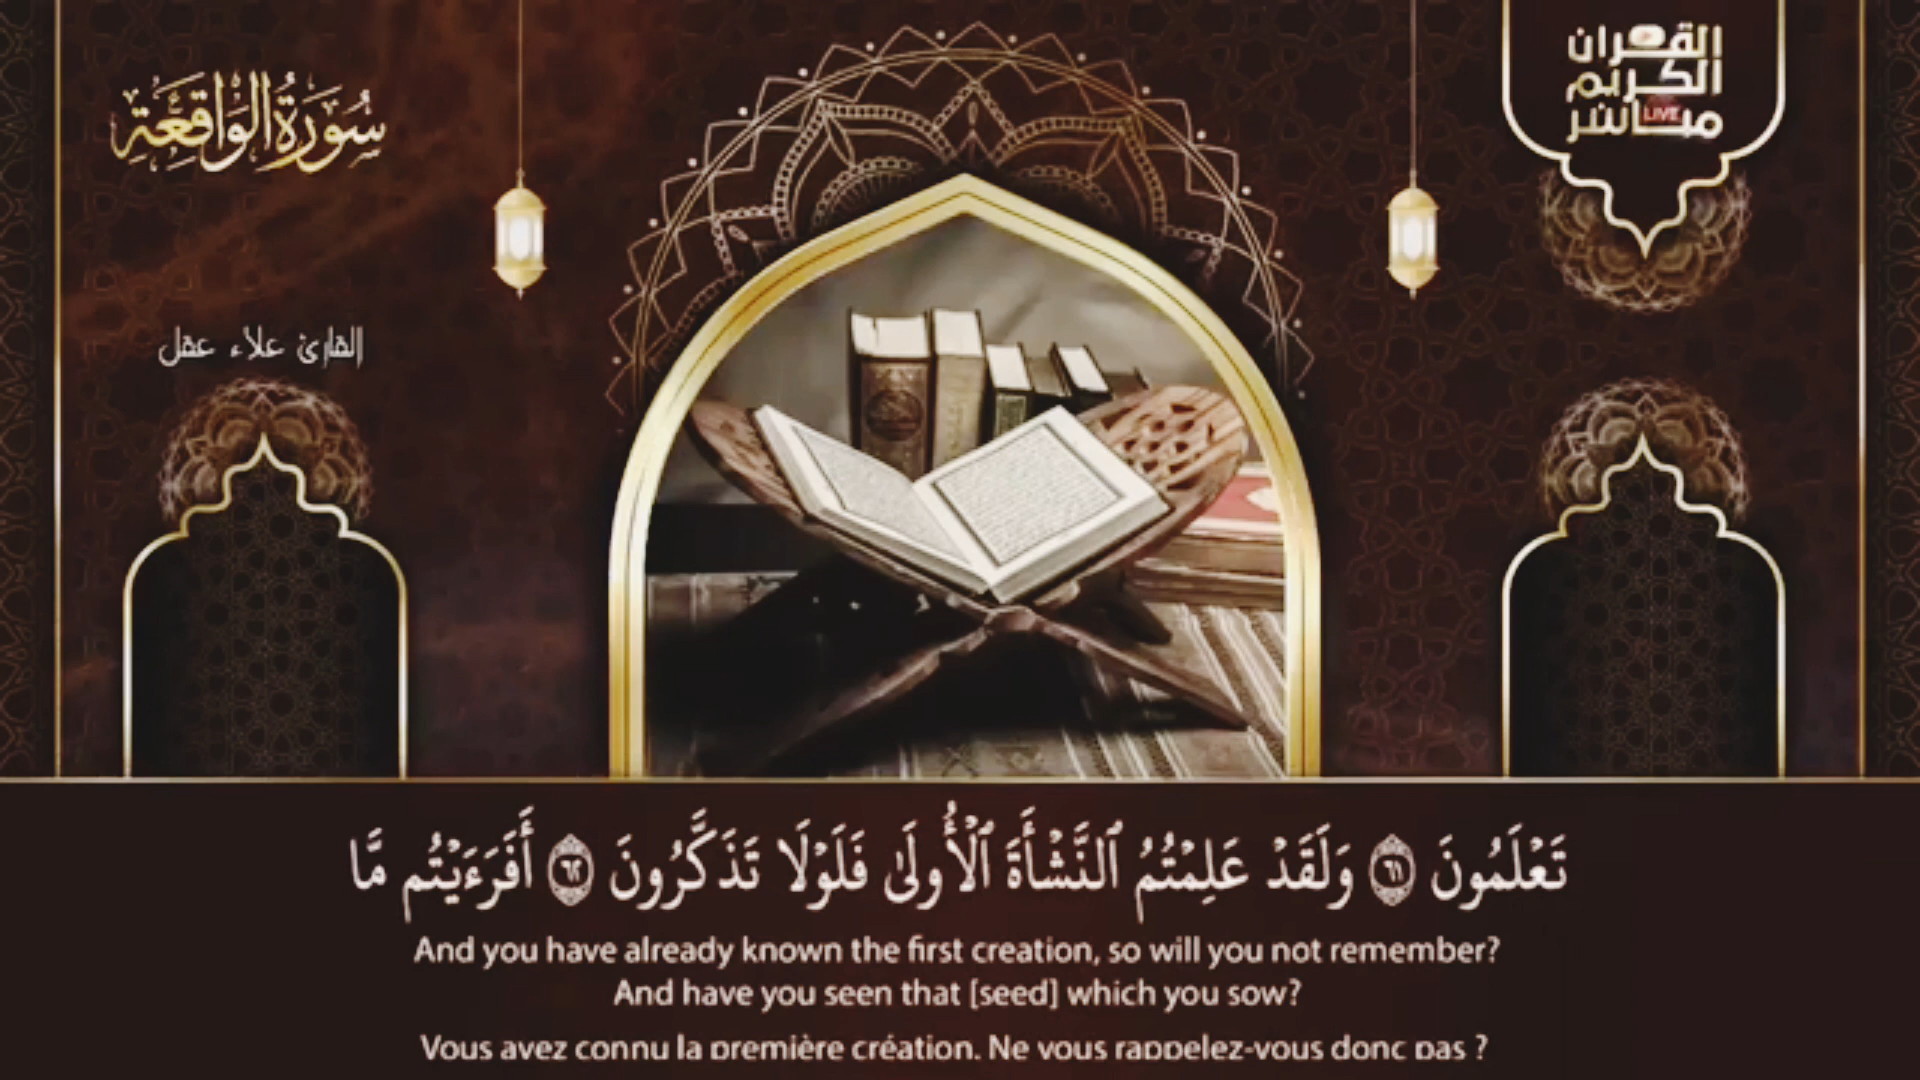 سُورَةُ الوَاقِعَةِ
القرآن
الكريم
مباشر
LIVE
القارئ علاء عقل
تَعْلَمُونَ ٦١ وَلَقَدْ عَلِمْتُمُ ٱلنَّشْأَةَ ٱلْأُولَىٰ فَلَوْلَا تَذَكَّرُونَ ٦٢ أَفَرَءَيْتُم مَّا
And you have already known the first creation, so will you not remember?
And have you seen that [seed] which you sow?
Vous avez connu la première création. Ne vous rappelez-vous donc pas ?